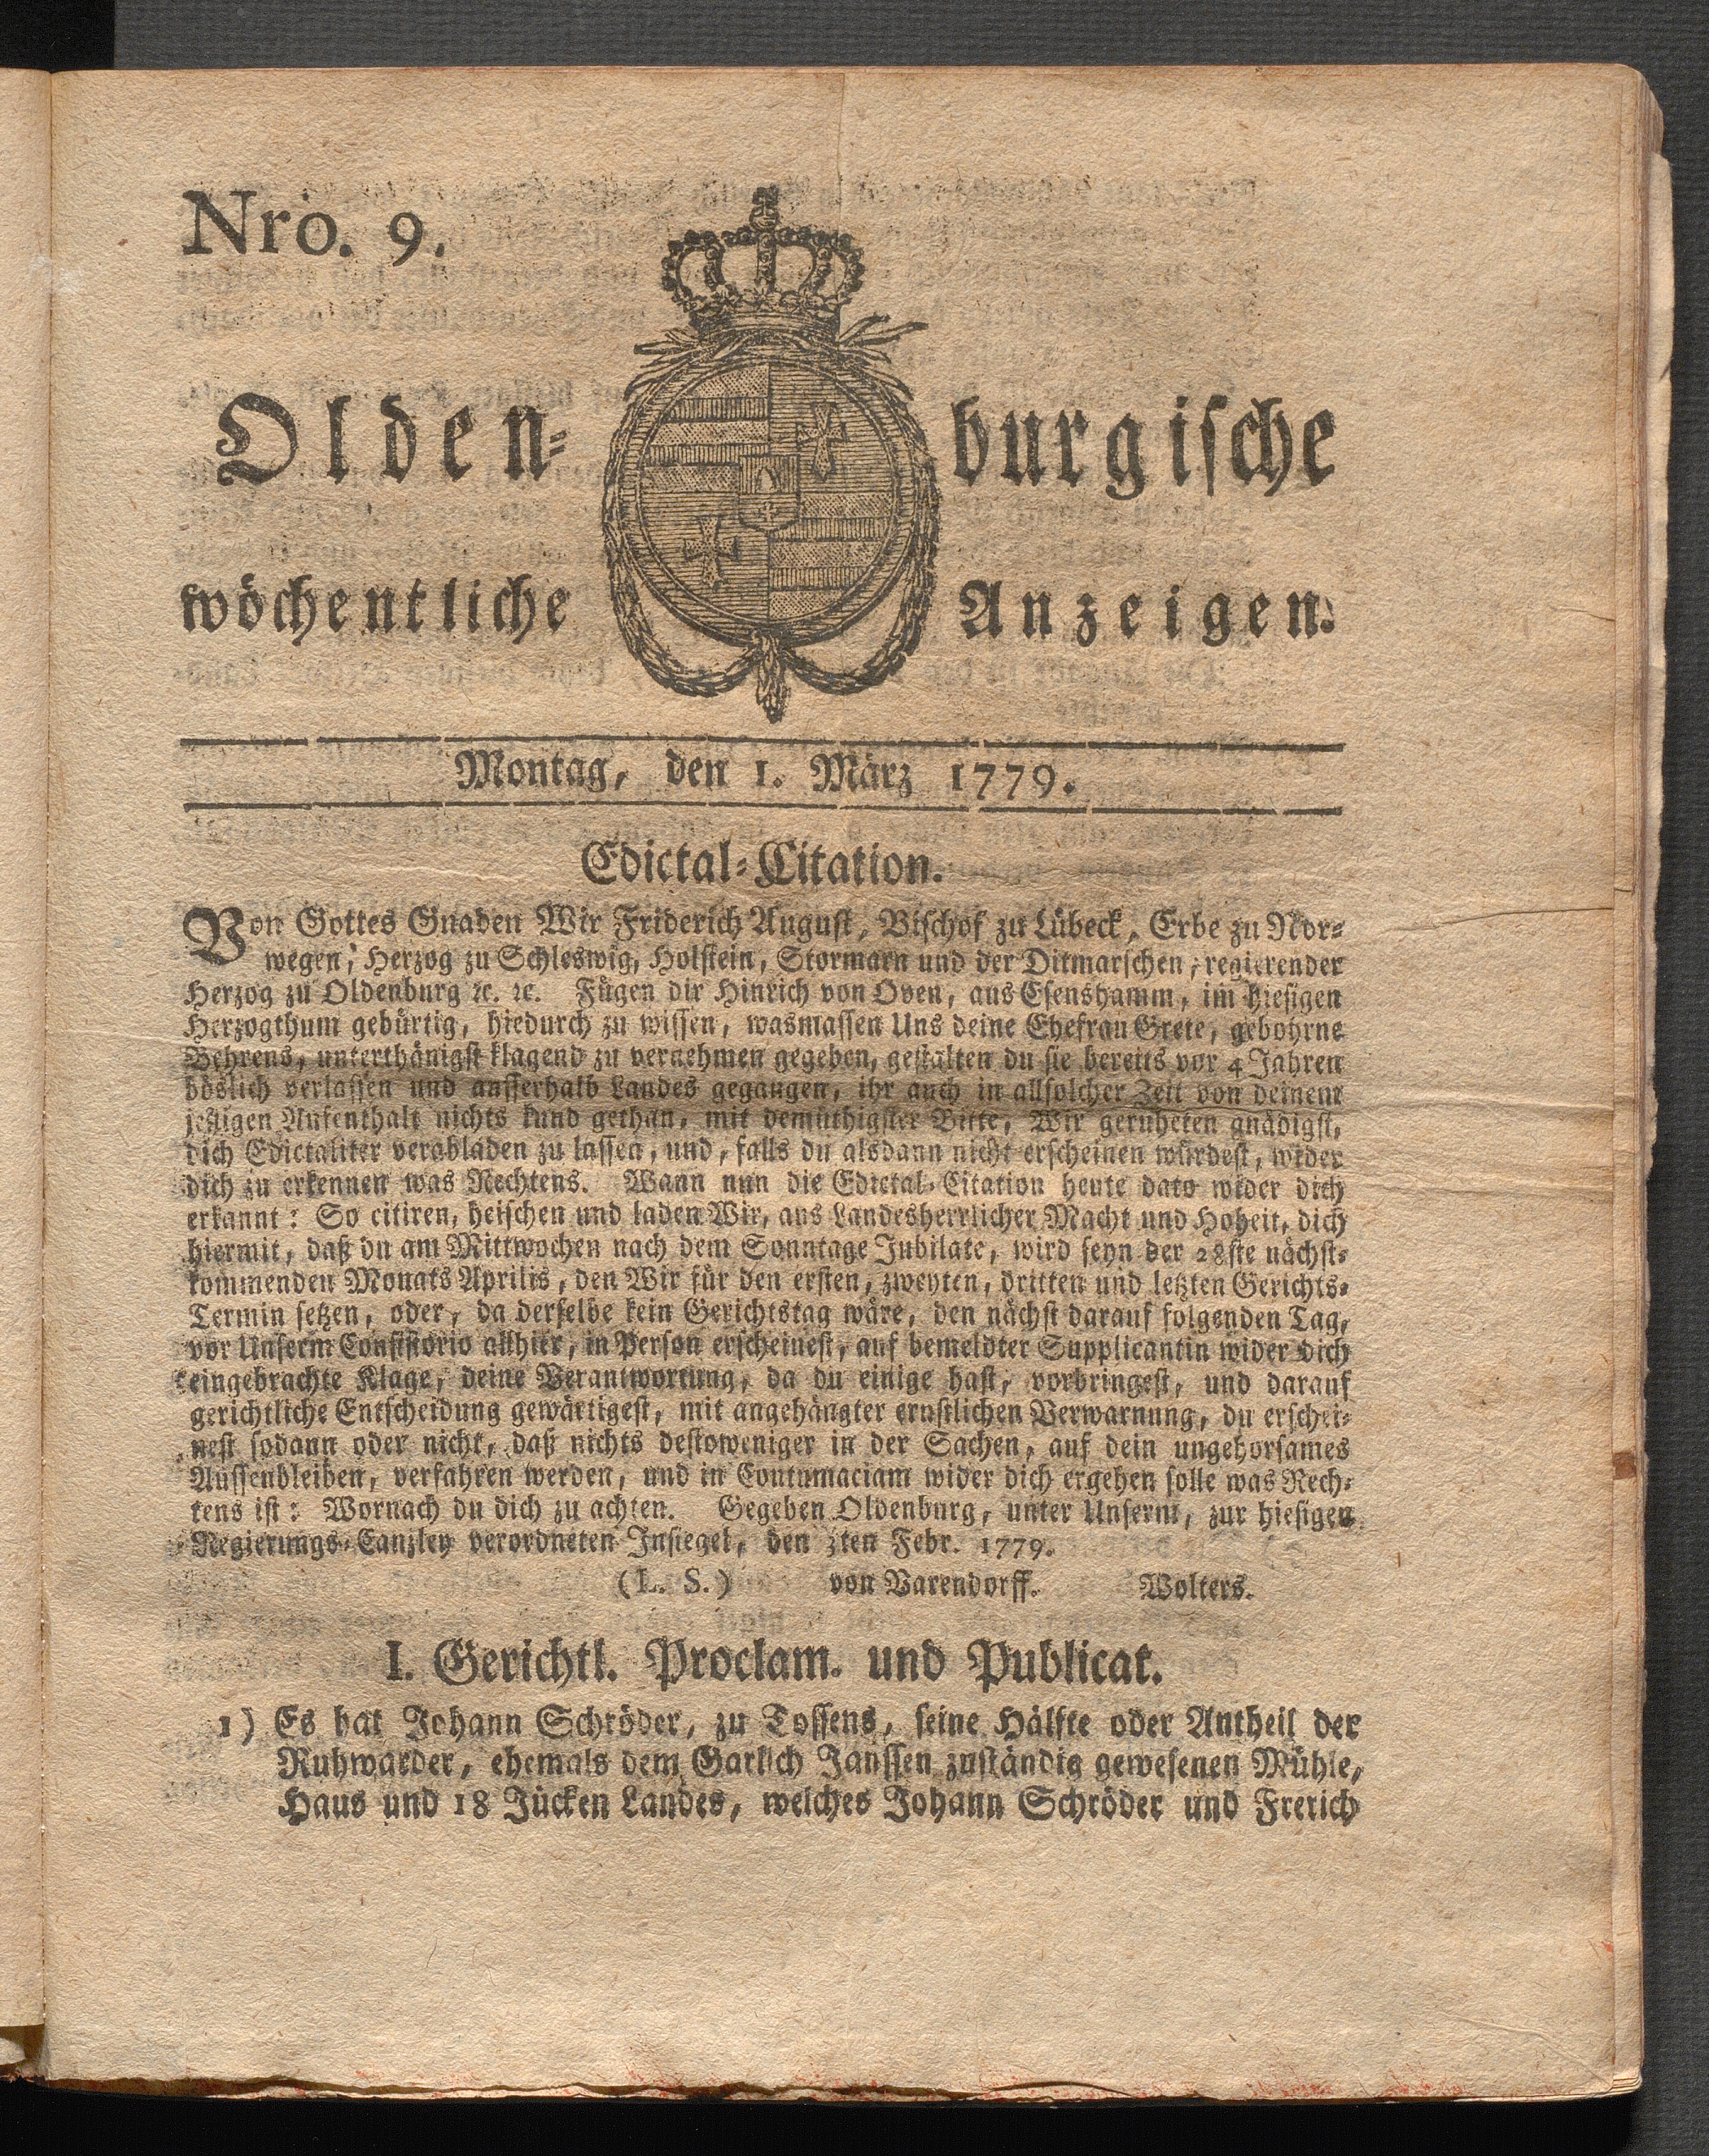 Nro. 9.
Olden= burgische
wöchentliche Anzeigen.
Montag, den 1. März 1779.
Edictal=Citation.
Von Gottes Gnaden Wir Friderich August, Bischof zu Lübeck, Erbe zu Nor=
wegen, Herzog zu Schleswig, Holstein, Stormarn und der Ditmarschen, regierender
Herzog zu Oldenburg ꝛc. ꝛc. Fügen dir Hinrich von Oven, aus Esenshamm, im hiesigen
Herzogthum gebürtig, hiedurch zu wissen, wasmassen Uns deine Ehefrau Grete, gebohrne
Behrens, unterthänigst klagend zu vernehmen gegeben, gestalten du sie bereits vor 4 Jahren
böslich verlassen und ausserhalb Landes gegangen, ihr auch in allsolcher Zeit von deinem
jestigen Aufenthalt nichts kund gethan, mit demüthigster Bitte, Wir geruheten gnädigst,
dich Edictaliter verabladen zu lassen, und, falls du alsdann nicht erscheinen würdest, wider
dich zu erkennen was Rechtens. Wann nun die Edictal=Citation heute dato wider dich
erkannt: So citiren, heischen und laden Wir, aus Landesherrlicher Macht und Hoheit, dich
hiermit, daß du am Mittwochen nach dem Sonntage Jubilate, wird seyn der 28ste nächst=
kommenden Monats Aprilis, den Wir für den ersten, zweyten, dritten und letzten Gerichts=
Termin setzen, oder, da derselbe kein Gerichtstag wäre, den nächst darauf folgenden Tag,
vor Unserm Consistorio allhier, in Person erscheinest, auf bemeldter Supplicantin wider dich
eingebrachte Klage, deine Verantwortung, da du einige hast, vorbringest, und darauf
gerichtliche Entscheidung gewärtigest, mit angehängter ernstlichen Verwarnung, du erschei=
nest sodann oder nicht, daß nichts destoweniger in der Sachen, auf dein ungehorsames
Aussenbleiben, verfahren werden, und in Contumaciam wider dich ergehen solle was Rech=
tens ist: Wornach du dich zu achten. Gegeben Oldenburg, unter Unserm, zur hiesigen
Regierungs=Canzley verordneten Insiegel, den 3ten Febr. 1779.
(L. S.) von Varendorff. Wolters.
I. Gerichtl. Proclam. und Publicat.
1) Es hat Johann Schröder, zu Tossens, seine Hälfte oder Antheil der
Ruhwarder, ehemals dem Garlich Janssen zuständig gewesenen Mühle,
Haus und 18 Jücken Landes, welches Johann Schröder und Frerich